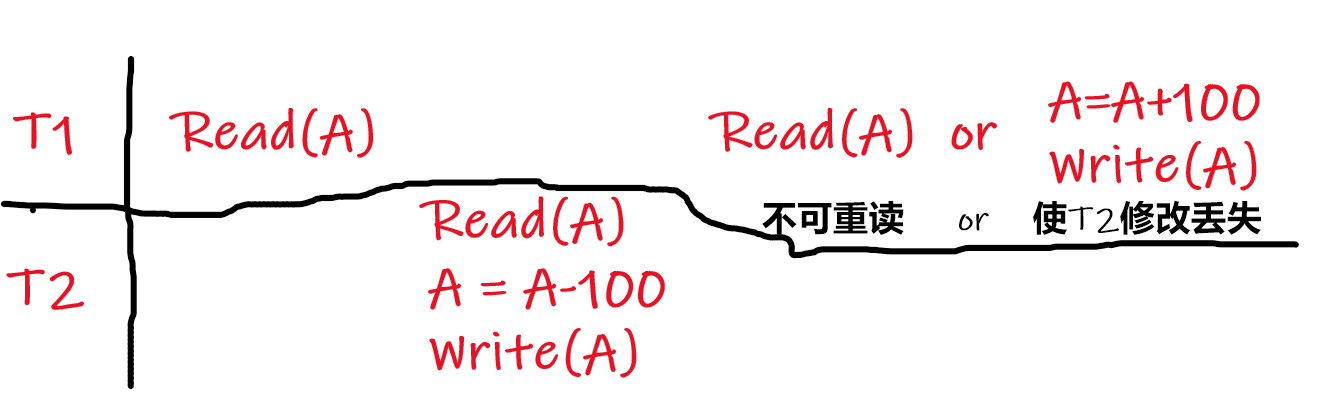 T1 Read(A) Read(A) or A=A+100
Write(A)
不可重读 or 使T2修改丢失
T2 Read(A)
A = A-100
Write(A)